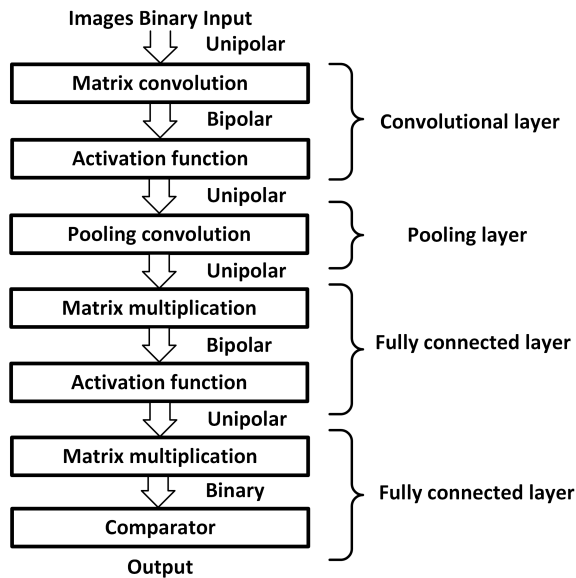 Images Binary Input
Unipolar
Matrix convolution
Bipolar
Convolutional layer
Activation function
Unipolar
Pooling convolution
Pooling layer
Unipolar
Matrix multiplication
Bipolar
Fully connected layer
Activation function
Unipolar
Matrix multiplication
Binary
Fully connected layer
Comparator
Output